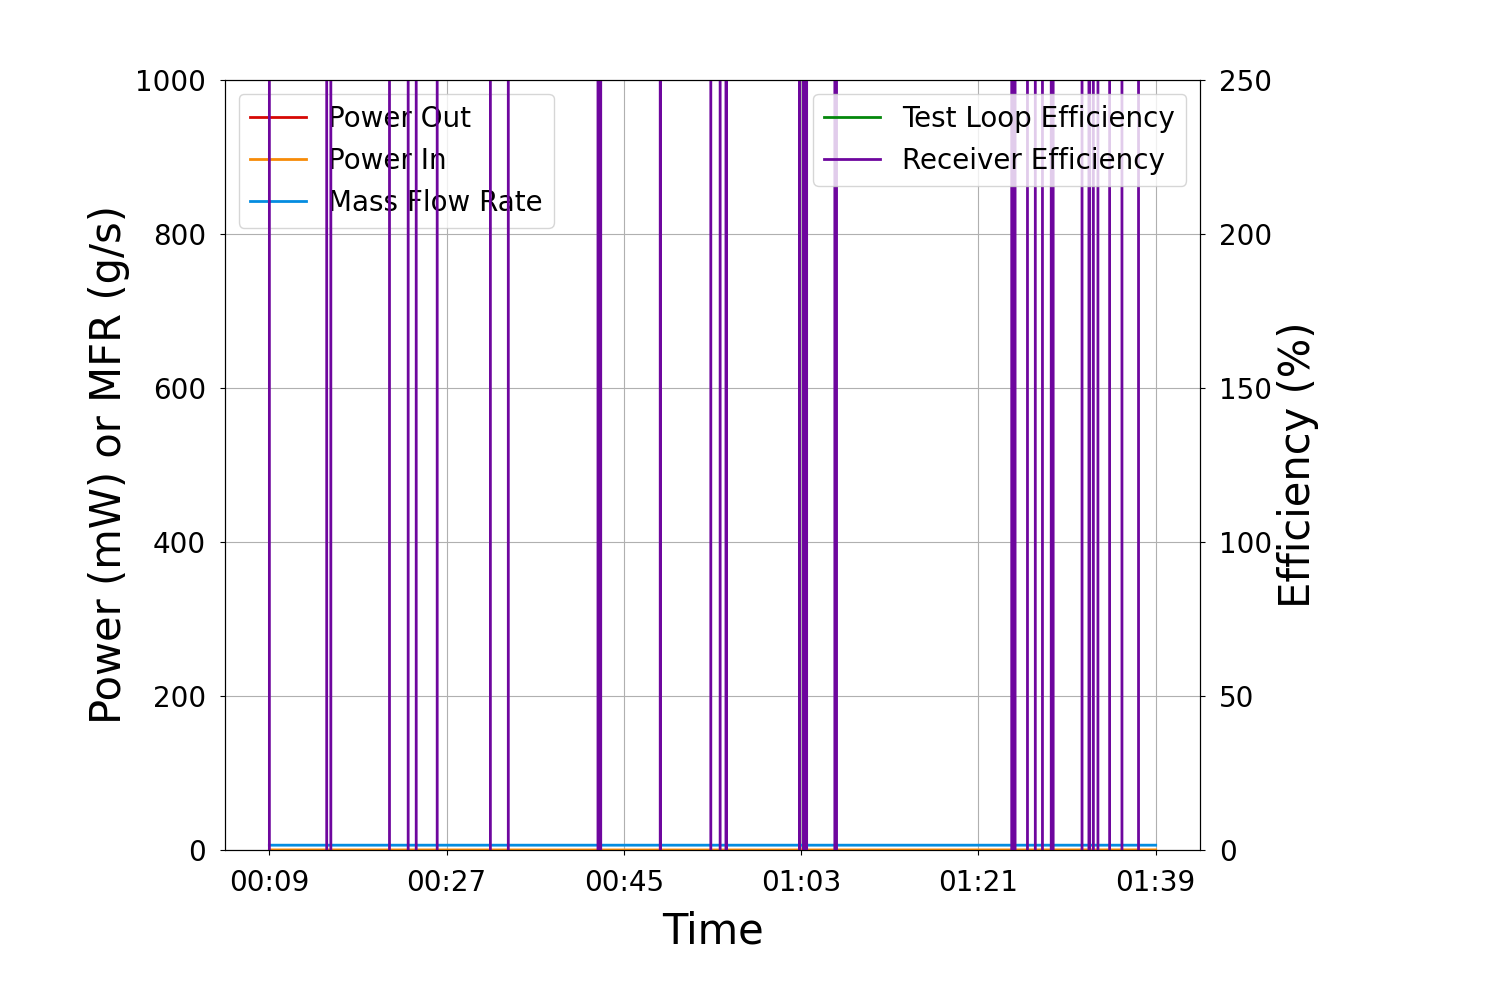 1000
800
600
400
200
0
Power (mW) or MFR (g/s)
Power Out
Power In
Mass Flow Rate
Test Loop Efficiency
Receiver Efficiency
250
200
150
100
50
0
Efficiency (%)
00:09 00:27 00:45 01:03 01:21 01:39
Time